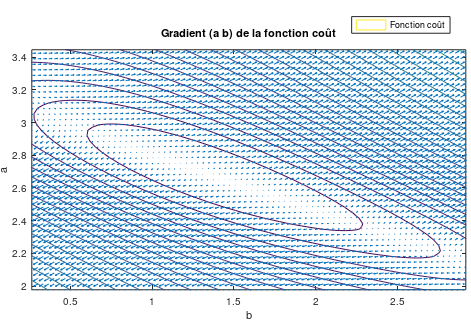 Fonction coût
Gradient (a b) de la fonction coût
3.4
3.2
3
2.8
2.6
2.4
2.2
2
a
0.5 1 1.5 2 2.5
b